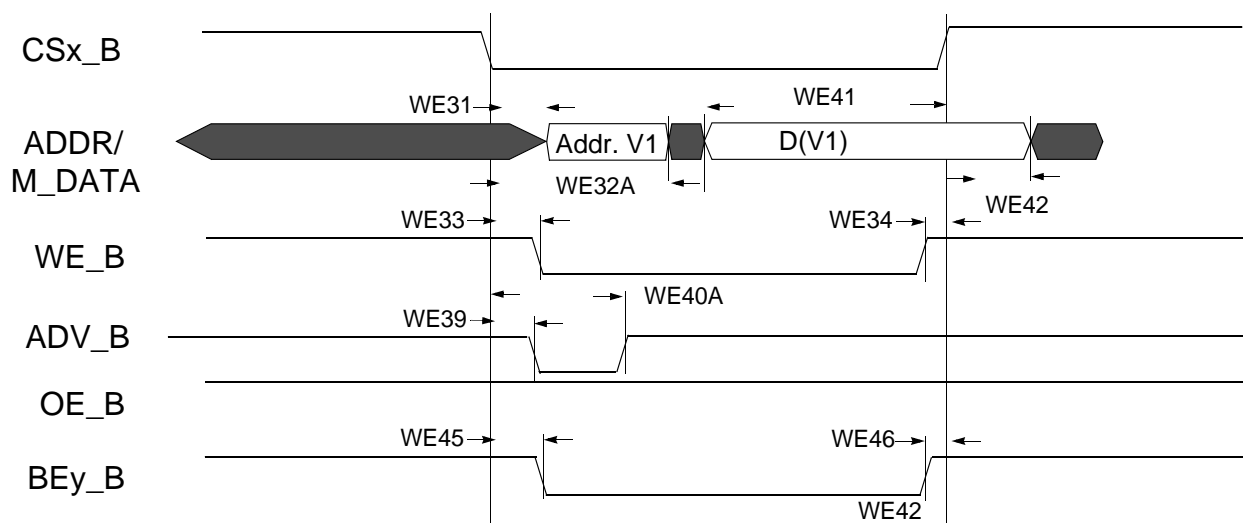 CSx_B
WE31
WE41
ADDR/
M_DATA
Addr. V1
D(V1)
WE32A
WE42
WE33
WE34
WE_B
WE40A
WE39
ADV_B
OE_B
WE45
WE46
BEy_B
WE42